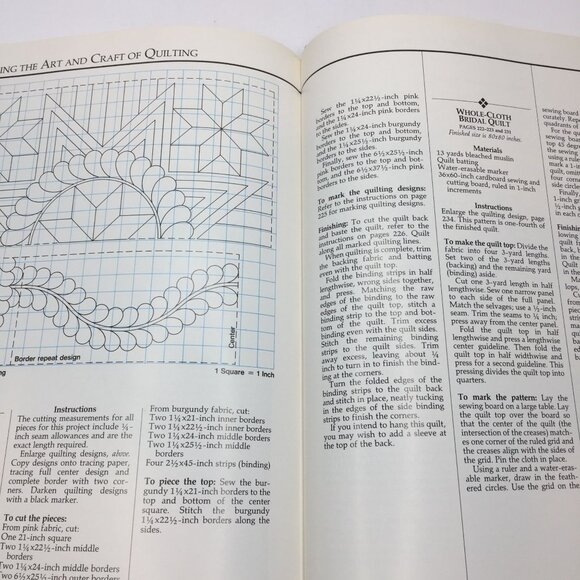 ING THE ART AND CRAFT OF QUILTING
Border repeat design
Center
1 Square = 1 Inch
Instructions
The cutting measurements for all
pieces for this project include ¼-
inch seam allowances and are the
exact length required.
Enlarge quilting designs, above.
Copy designs onto tracing paper,
tracing full center design and
complete border with two cor-
ners. Darken quilting designs
with a black marker.
To cut the pieces:
From pink fabric, cut:
One 21-inch square
Two 1¼x22½-inch middle
borders
Two 1¼x24-inch middle borders
Two 6½x25½-inch outer borders
From burgundy fabric, cut:
Two 1¼x21-inch inner borders
Two 1¼x22½-inch inner borders
Two 1¼x24-inch middle borders
Two 1¼x25½-inch middle
borders
Four 2½x45-inch strips (binding)
To piece the top: Sew the bur-
gundy 1¼x21-inch borders to the
top and bottom of the center
square. Stitch the burgundy
1¼x22½-inch borders along the
sides.
Sew the 1¼x22½-inch pink
borders to the top and bottom,
and the 1¼x24-inch pink borders
to the sides.
Sew the 1¼x24-inch burgundy
borders to the top and bottom,
and the 1¼x25½-inch burgundy
borders to the sides.
Finally, sew the 6½x25½-inch
pink borders to the top and bot-
tom, and the 6½x37½-inch pink
borders to the sides.
To mark the quilting designs:
Refer to the instructions on page
225 for marking quilting designs.
Finishing: To cut the quilt back
and baste the quilt, refer to the
instructions on pages 226. Quilt
along all marked quilting lines.
When quilting is complete, trim
the backing fabric and batting
even with the quilt top.
Fold the binding strips in half
lengthwise, wrong sides together,
and press. Matching the raw
edges of the binding to the raw
edges of the quilt top, stitch a
binding strip to the top and bot-
tom of the quilt. Trim excess
binding even with the quilt sides.
Stitch the remaining binding
strips to the quilt sides. Trim
away excess, leaving about ¼
inch to turn in to finish the bind-
ing at the corners.
Turn the folded edges of the
binding strips to the quilt back
and stitch in place, neatly tucking
in the edges of the side binding
strips to finish the corners.
If you intend to hang this quilt,
you may wish to add a sleeve at
the top of the back.
WHOLE-CLOTH
BRIDAL QUILT
PAGES 222–223 and 231
Finished size is 80x80 inches.
Materials
13 yards bleached muslin
Quilt batting
Water-erasable marker
36x60-inch cardboard sewing and
cutting board, ruled in 1-inch
increments
Instructions
Enlarge the quilting design, page
234. This pattern is one-fourth of
the finished quilt.
To make the quilt top: Divide the
fabric into four 3-yard lengths.
Set two of the 3-yard lengths
(backing) and the remaining yard
(binding) aside.
Cut one 3-yard length in half
lengthwise. Sew one narrow panel
to each side of the full panel.
Match the selvages; use a ½-inch
seam. Trim the seams to ¼ inch;
press away from the center panel.
Fold the quilt top in half
lengthwise and press a lengthwise
center guideline. Then fold the
quilt top in half widthwise and
press for a second guideline. This
pressing divides the quilt top into
quarters.
To mark the pattern: Lay the
sewing board on a large table. Lay
the quilt top over the board so
that the center of the quilt (the
intersection of the creases) match-
es one corner of the ruled grid and
the creases align with the sides of
the grid. Pin the cloth in place.
Using a ruler and a water-eras-
able marker, draw in the feath-
ered circles. Use the grid on the
sewing board